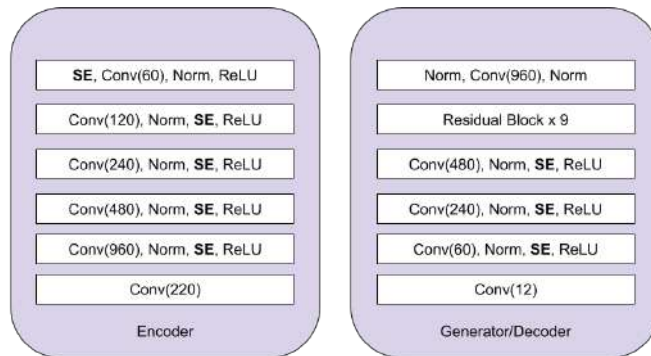 SE, Conv(60), Norm, ReLU
Conv(120), Norm, SE, ReLU
Conv(240), Norm, SE, ReLU
Conv(480), Norm, SE, ReLU
Conv(960), Norm, SE, ReLU
Conv(220)
Encoder
Norm, Conv(960), Norm
Residual Block x 9
Conv(480), Norm, SE, ReLU
Conv(240), Norm, SE, ReLU
Conv(60), Norm, SE, ReLU
Conv(12)
Generator/Decoder